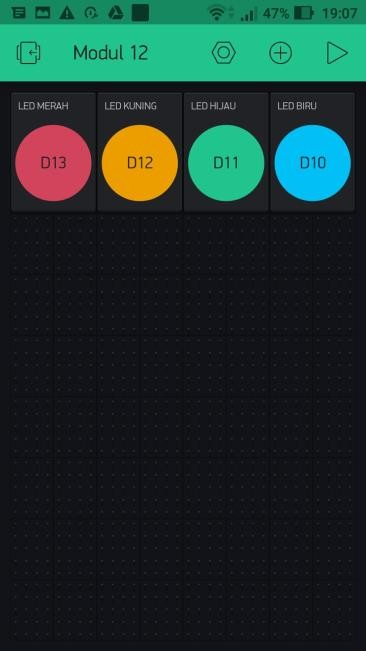 47% 19:07
Modul 12
LED MERAH LED KUNING LED HIJAU LED BIRU
D13 D12 D11 D10